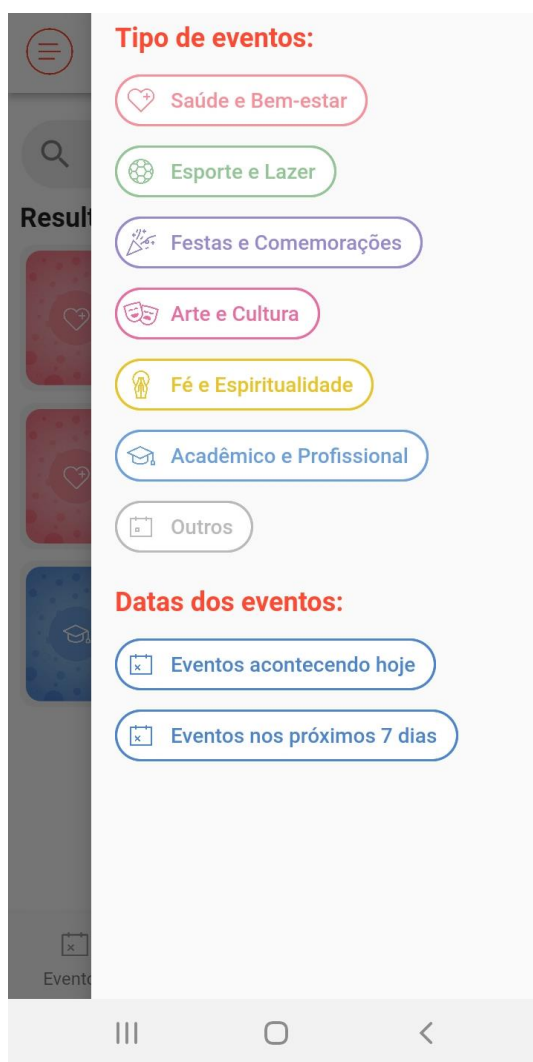 Tipo de eventos:
Saúde e Bem-estar
Esporte e Lazer
Festas e Comemorações
Arte e Cultura
Fé e Espiritualidade
Acadêmico e Profissional
Outros
Datas dos eventos:
Eventos acontecendo hoje
Eventos nos próximos 7 dias